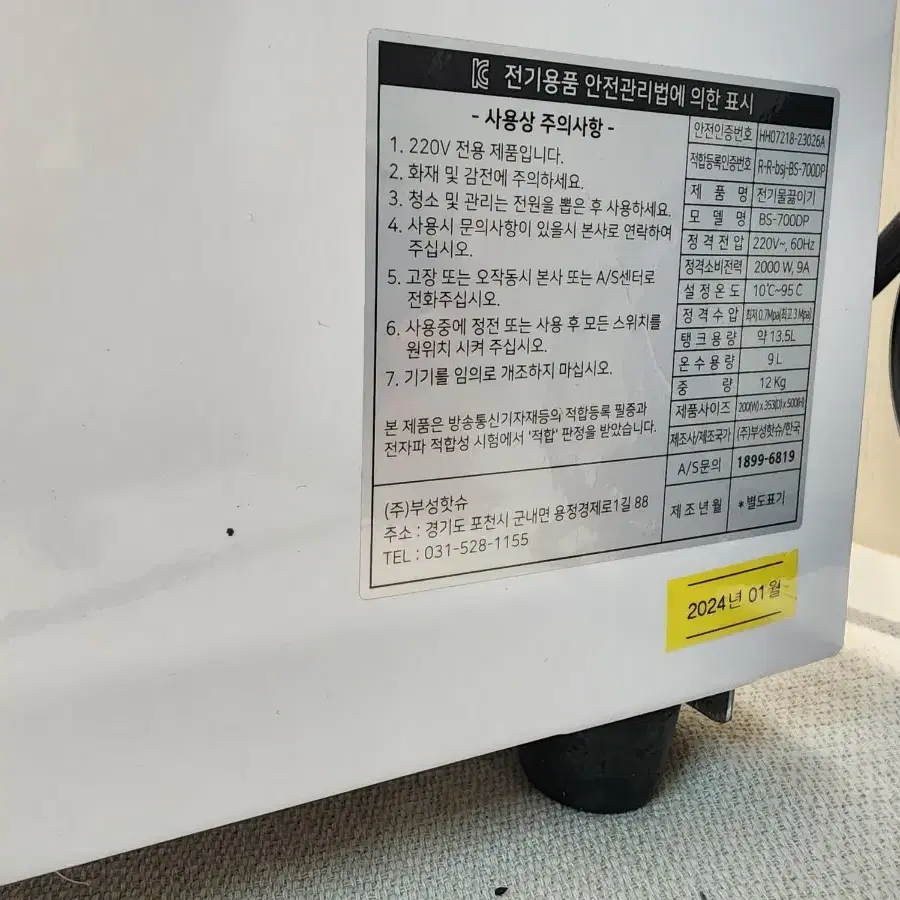 전기용품 안전관리법에 의한 표시
- 사용상 주의사항 -
1. 220V 전용 제품입니다.
2. 화재 및 감전에 주의하세요.
3. 청소 및 관리는 전원을 뽑은 후 사용하세요.
4. 사용시 문의사항이 있을시 본사로 연락하여
주십시오.
5. 고장 또는 오작동시 본사 또는 A/S센터로
전화주십시오.
6. 사용중에 정전 또는 사용 후 모든 스위치를
원위치 시켜 주십시오.
7. 기기를 임의로 개조하지 마십시오.
본 제품은 방송통신기자재등의 적합등록 필증과
전자파 적합성 시험에서 '적합' 판정을 받았습니다.
(주)부성핫슈
주소 : 경기도 포천시 군내면 용정경제로1길 88
TEL : 031-528-1155
안전인증번호 HH07218-23026A
적합등록인증번호 R-R-bsj-BS-700DP
제 품 명 전기물끓이기
모 델 명 BS-700DP
정 격 전 압 220V~, 60Hz
정격소비전력 2000 W, 9A
설 정 온 도 10℃~95 C
정 격 수 압 최저 0.7Mpa(최고 3 Mpa)
탱 크 용 량 약 13.5L
온 수 용 량 9 L
중 량 12 Kg
제품사이즈 200(W) x 353(D) x 500(H)
제조사/제조국가 (주)부성핫슈/한국
A/S문의 1899-6819
제 조 년 월 * 별도표기
2024년 01월